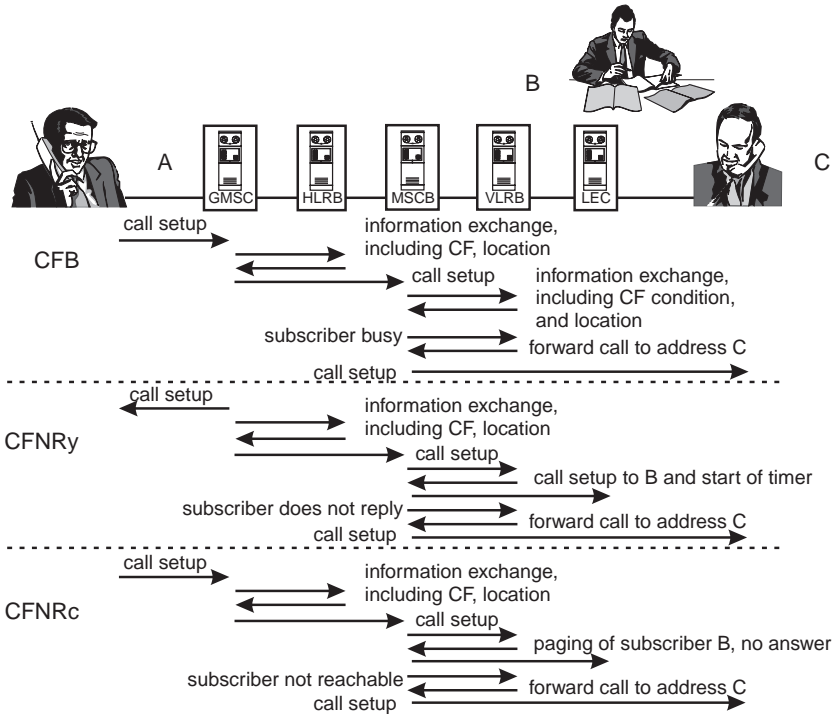 B
A
C
GMSC
HLRB
MSCB
VLRB
LEC
CFB
call setup
information exchange,
including CF, location
call setup
information exchange,
including CF condition,
and location
subscriber busy
forward call to address C
call setup
CFNRy
call setup
information exchange,
including CF, location
call setup
call setup to B and start of timer
subscriber does not reply
forward call to address C
call setup
CFNRc
call setup
information exchange,
including CF, location
call setup
paging of subscriber B, no answer
subscriber not reachable
forward call to address C
call setup